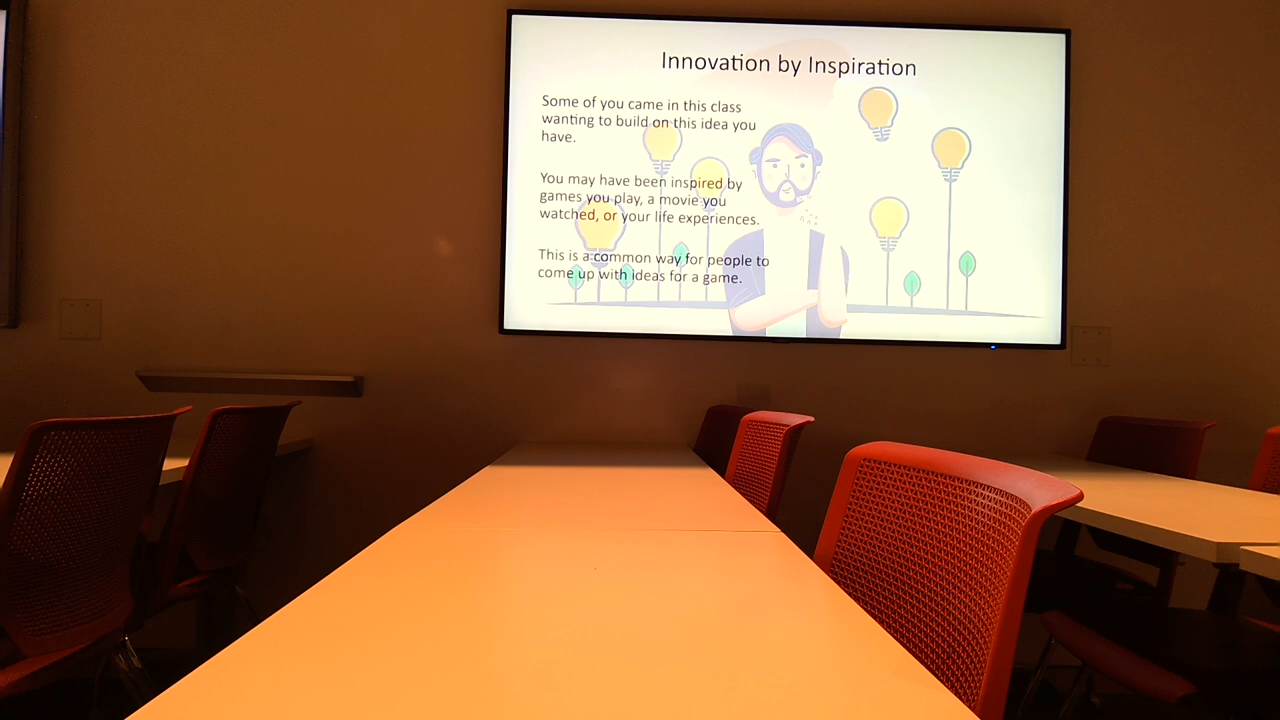 Innovation by Inspiration
Some of you came in this class
wanting to build on this idea you
have.
You may have been inspired by
games you play, a movie you
watched, or your life experiences.
This is a common way for people to
come up with ideas for a game.